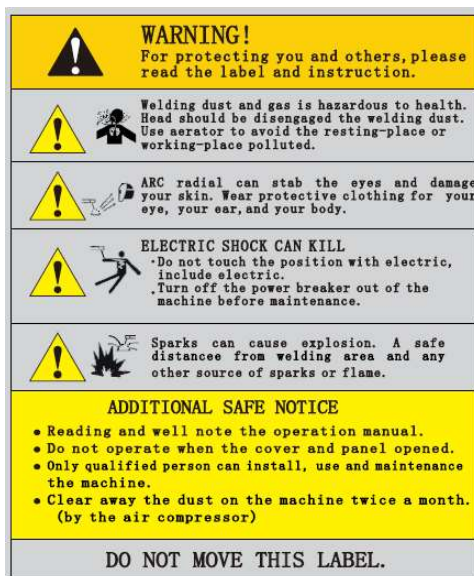 WARNING!
For protecting you and others, please
read the label and instruction.
Welding dust and gas is hazardous to health.
Head should be disengaged the welding dust.
Use aerator to avoid the resting-place or
working-place polluted.
ARC radial can stab the eyes and damage
your skin. Wear protective clothing for your
eye, your ear, and your body.
ELECTRIC SHOCK CAN KILL
·Do not touch the position with electric,
include electric.
.Turn off the power breaker out of the
machine before maintenance.
Sparks can cause explosion. A safe
distancee from welding area and any
other source of sparks or flame.
ADDITIONAL SAFE NOTICE
● Reading and well note the operation manual.
● Do not operate when the cover and panel opened.
● Only qualified person can install, use and maintenance
the machine.
● Clear away the dust on the machine twice a month.
(by the air compressor)
DO NOT MOVE THIS LABEL.